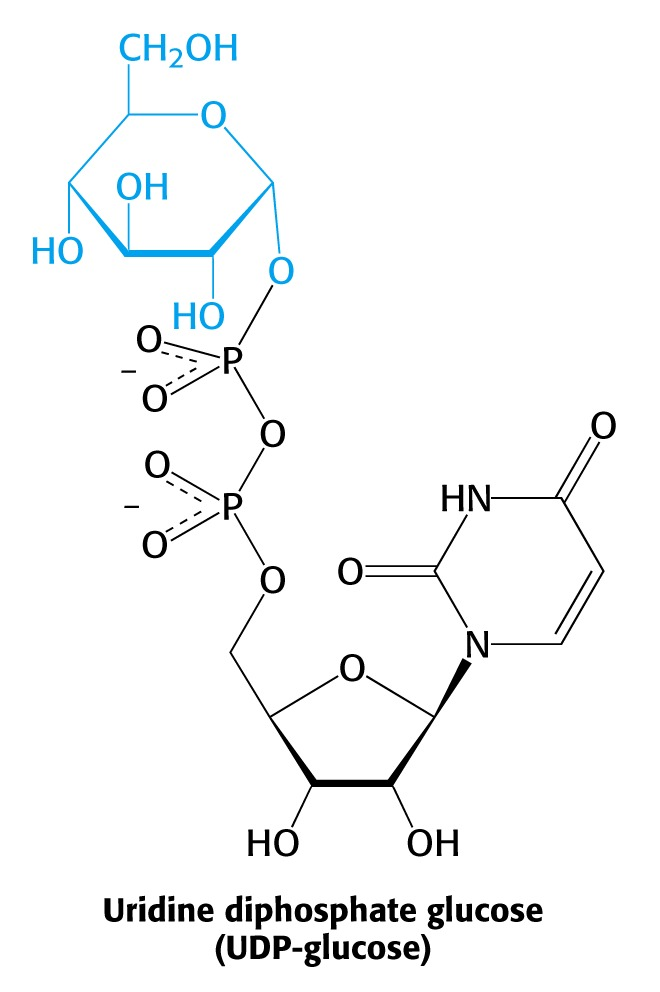 CH₂OH
O
OH
HO
O
HO
O
P
−
O
O
O
O
P
−
O
HN
O
O
O
N
HO
OH
Uridine diphosphate glucose
(UDP-glucose)